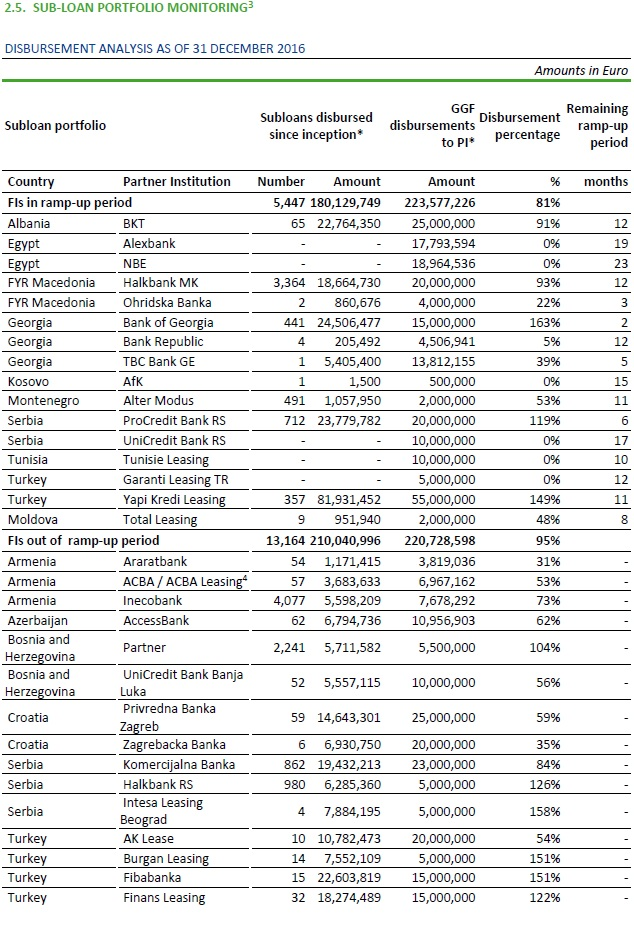 2.5. SUB-LOAN PORTFOLIO MONITORING³
DISBURSEMENT ANALYSIS AS OF 31 DECEMBER 2016
Amounts in Euro
Subloan portfolio Subloans disbursed since inception* GGF disbursements to PI* Disbursement percentage Remaining ramp-up period
Country Partner Institution Number Amount Amount % months
FIs in ramp-up period 5,447 180,129,749 223,577,226 81%
Albania BKT 65 22,764,350 25,000,000 91% 12
Egypt Alexbank - - 17,793,594 0% 19
Egypt NBE - - 18,964,536 0% 23
FYR Macedonia Halkbank MK 3,364 18,664,730 20,000,000 93% 12
FYR Macedonia Ohridska Banka 2 860,676 4,000,000 22% 3
Georgia Bank of Georgia 441 24,506,477 15,000,000 163% 2
Georgia Bank Republic 4 205,492 4,506,941 5% 12
Georgia TBC Bank GE 1 5,405,400 13,812,155 39% 5
Kosovo AfK 1 1,500 500,000 0% 15
Montenegro Alter Modus 491 1,057,950 2,000,000 53% 11
Serbia ProCredit Bank RS 712 23,779,782 20,000,000 119% 6
Serbia UniCredit Bank RS - - 10,000,000 0% 17
Tunisia Tunisie Leasing - - 10,000,000 0% 10
Turkey Garanti Leasing TR - - 5,000,000 0% 12
Turkey Yapi Kredi Leasing 357 81,931,452 55,000,000 149% 11
Moldova Total Leasing 9 951,940 2,000,000 48% 8
FIs out of ramp-up period 13,164 210,040,996 220,728,598 95%
Armenia Araratbank 54 1,171,415 3,819,036 31% -
Armenia ACBA / ACBA Leasing⁴ 57 3,683,633 6,967,162 53% -
Armenia Inecobank 4,077 5,598,209 7,678,292 73% -
Azerbaijan AccessBank 62 6,794,736 10,956,903 62% -
Bosnia and Herzegovina Partner 2,241 5,711,582 5,500,000 104% -
Bosnia and Herzegovina UniCredit Bank Banja Luka 52 5,557,115 10,000,000 56% -
Croatia Privredna Banka Zagreb 59 14,643,301 25,000,000 59% -
Croatia Zagrebacka Banka 6 6,930,750 20,000,000 35% -
Serbia Komercijalna Banka 862 19,432,213 23,000,000 84% -
Serbia Halkbank RS 980 6,285,360 5,000,000 126% -
Serbia Intesa Leasing Beograd 4 7,884,195 5,000,000 158% -
Turkey AK Lease 10 10,782,473 20,000,000 54% -
Turkey Burgan Leasing 14 7,552,109 5,000,000 151% -
Turkey Fibabanka 15 22,603,819 15,000,000 151% -
Turkey Finans Leasing 32 18,274,489 15,000,000 122% -